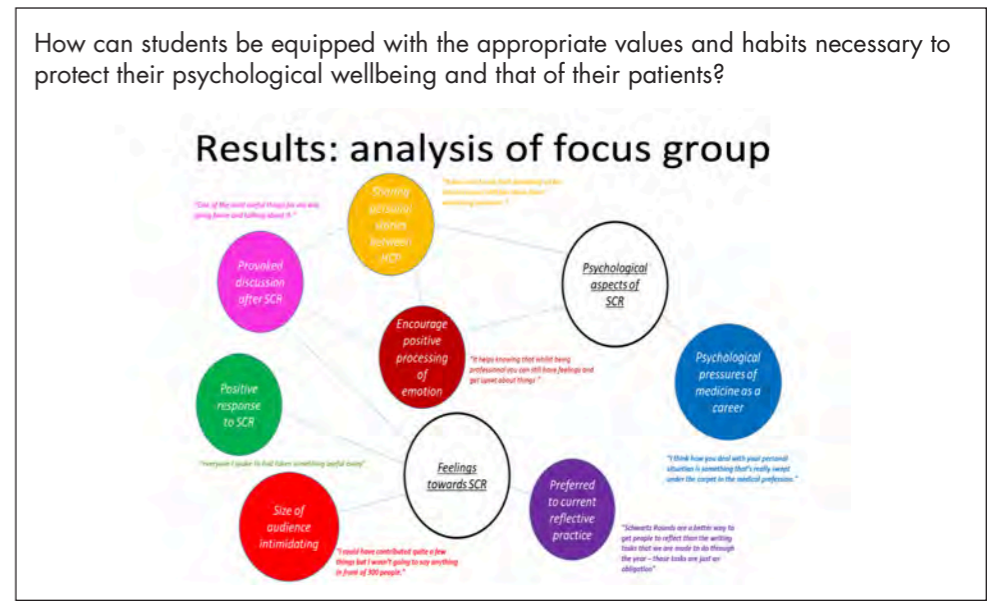 How can students be equipped with the appropriate values and habits necessary to
protect their psychological wellbeing and that of their patients?
Results: analysis of focus group
Sharing
personal
stories
between
HCP
"One of the most useful things for me was
going home and talking about it."
Provoked
discussion
after SCR
Psychological
aspects of
SCR
Encourage
positive
processing
of
emotion
"It helps knowing that whilst being
professional you can still have feelings and
get upset about things "
Psychological
pressures of
medicine as a
career
Positive
response
to SCR
"everyone I spoke to had taken something useful away"
Feelings
towards SCR
"I think how you deal with your personal
situation is something that's really swept
under the carpet in the medical profession."
Size of
audience
intimidating
Preferred
to current
reflective
practice
"I could have contributed quite a few
things but I wasn't going to say anything
in front of 300 people."
"Schwartz Rounds are a better way to
get people to reflect than the writing
tasks that we are made to do through
the year – those tasks are just an
obligation"